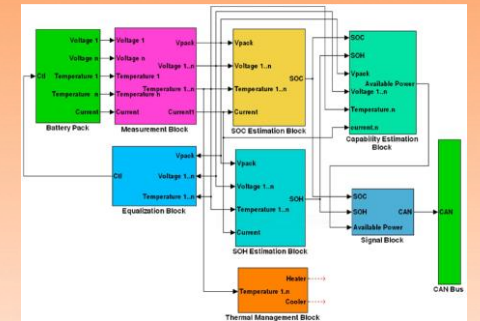 Ctl
Voltage 1
Voltage n
Temperature 1
Temperature n
Current
Battery Pack
Voltage 1
Voltage n
Temperature 1
Temperature n
Current
Vpack
Voltage 1..n
Temperature 1..n
Current1
Measurement Block
Vpack
Voltage 1..n
Temperature 1..n
Current
SOC
SOC Estimation Block
SOC
SOH
Vpack
Available Power
Voltage 1..n
Temperature.n
current.n
Capability Estimation
Block
Ctl
Vpack
Voltage 1..n
Temperature 1..n
Equalization Block
Vpack
Voltage 1..n
Temperature 1..n
SOH
Current
SOH Estimation Block
SOC
SOH
CAN
Available Power
Signal Block
CAN
CAN Bus
Heater
Temperature 1..n
Cooler
Thermal Management Block